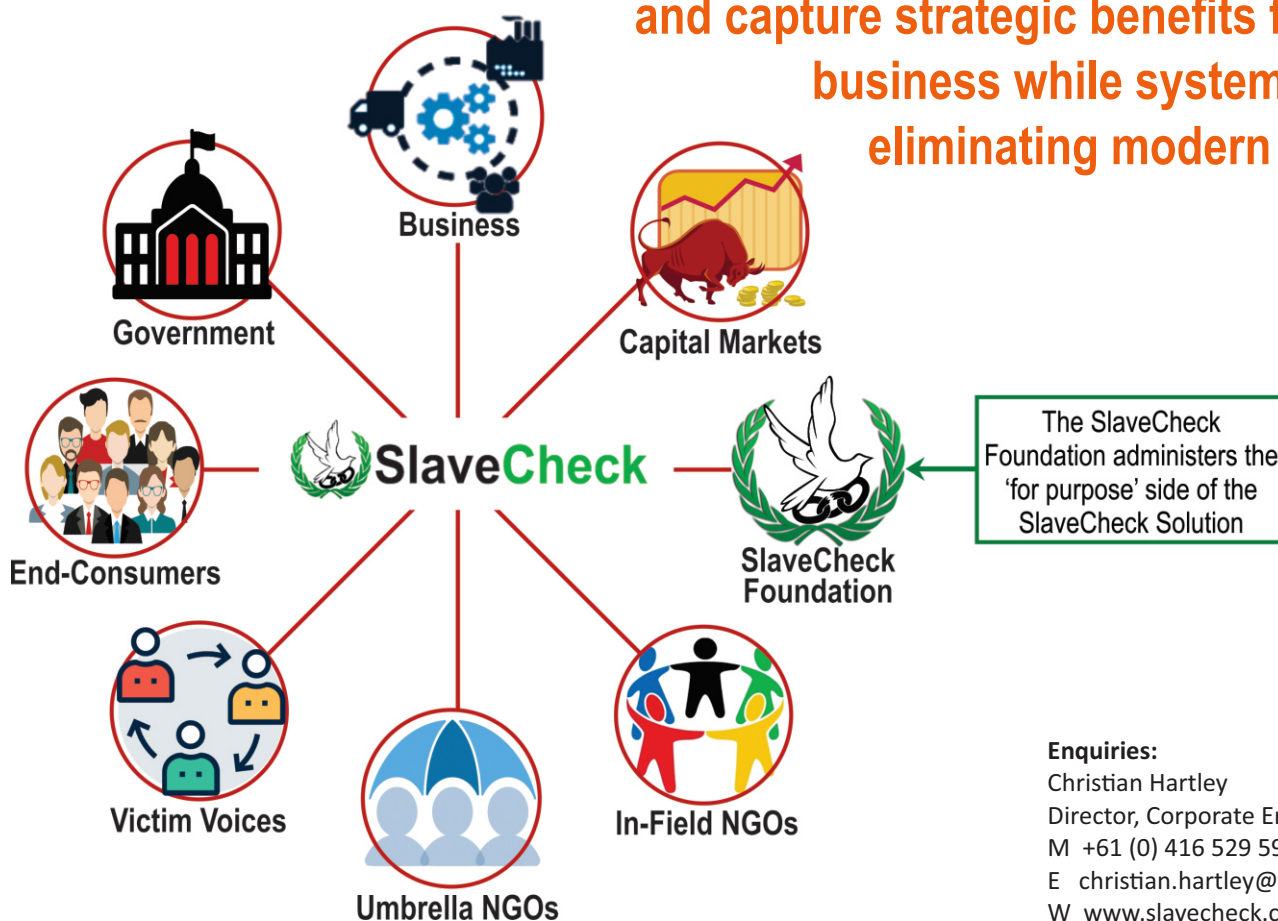 and capture strategic benefits
business while
eliminating modern
Business
Government
Capital Markets
End-Consumers
SlaveCheck
SlaveCheck
Foundation
The SlaveCheck
Foundation administers the
‘for purpose’ side of the
SlaveCheck Solution
Victim Voices
In-Field NGOs
Umbrella NGOs
Enquiries:
Christian Hartley
Director, Corporate
M +61 (0) 416 529 59
E christian.hartley@
W www.slavecheck.c